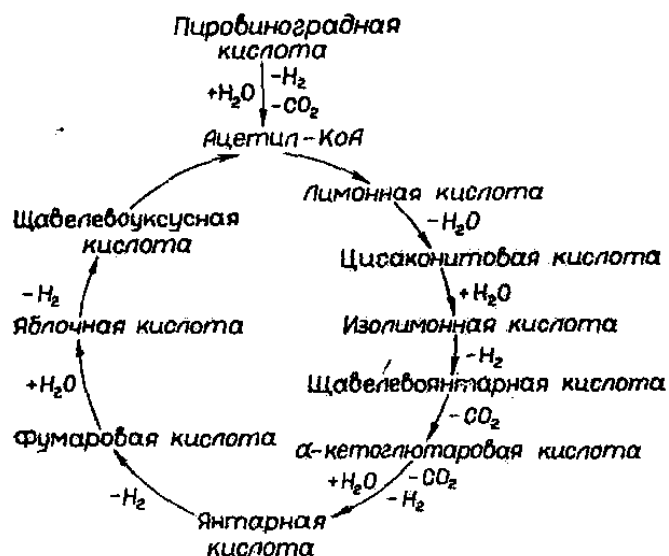 Пировиноградная
кислота
+H₂O
-H₂
-CO₂
Ацетил-КоА
Лимонная кислота
-H₂O
Цисаконитовая кислота
+H₂O
Изолимонная кислота
-H₂
Щавелевоянтарная кислота
-CO₂
α-кетоглютаровая кислота
+H₂O
-CO₂
-H₂
Янтарная
кислота
-H₂
Фумаровая кислота
+H₂O
Яблочная кислота
-H₂
Щавелевоуксусная
кислота